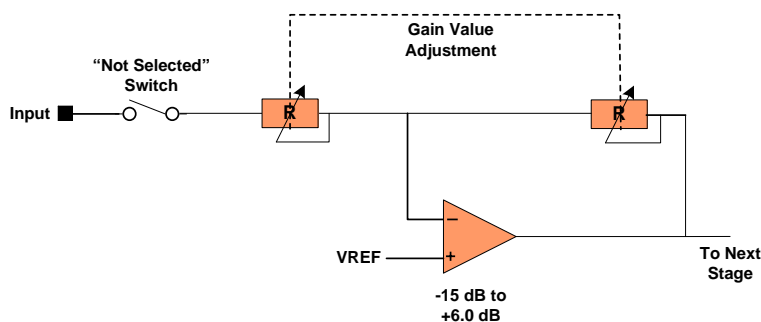 Gain Value
Adjustment
“Not Selected”
Switch
Input
R
R
−
VREF
+
To Next
Stage
-15 dB to
+6.0 dB